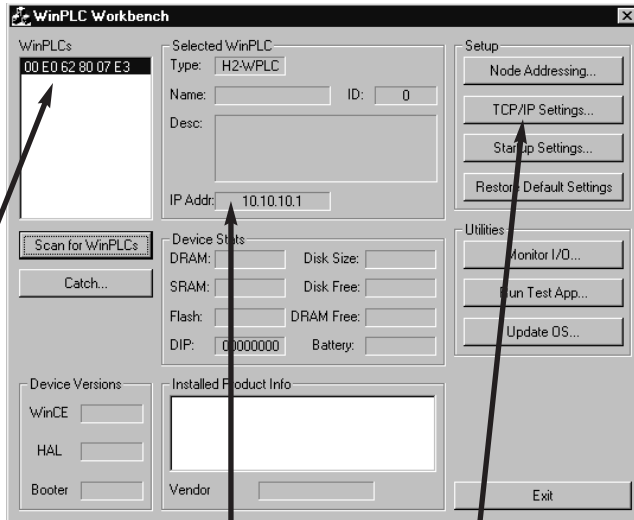 WinPLC Workbench
WinPLCs
00 E0 62 80 07 E3
Scan for WinPLCs
Catch...
Selected WinPLC
Type: H2-WPLC
Name: ID: 0
Desc:
IP Addr: 10.10.10.1
Device Stats
DRAM: Disk Size:
SRAM: Disk Free:
Flash: DRAM Free:
DIP: 00000000 Battery:
Device Versions
WinCE
HAL
Booter
Installed Product Info
Vendor
Setup
Node Addressing...
TCP/IP Settings...
Startup Settings...
Restore Default Settings
Utilities
Monitor I/O...
Run Test App...
Update OS...
Exit